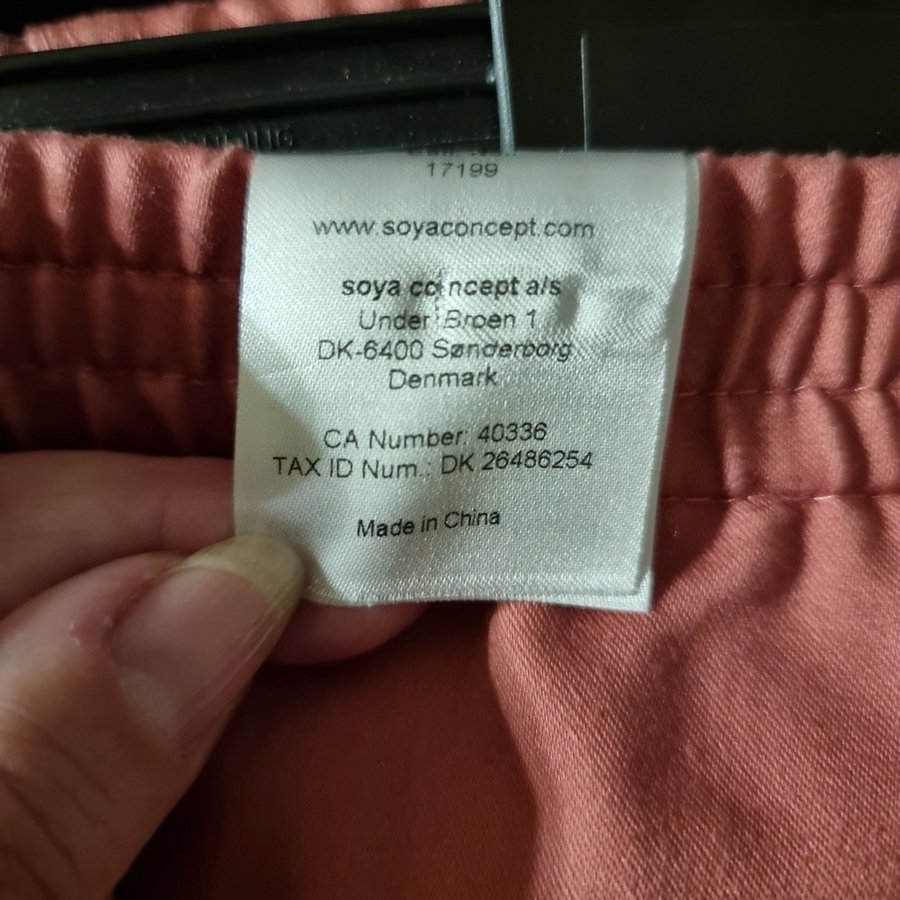 17199
www.soyaconcept.com
soya concept a/s
Under Broen 1
DK-6400 Sønderborg
Denmark
CA Number: 40336
TAX ID Num.: DK 26486254
Made in China